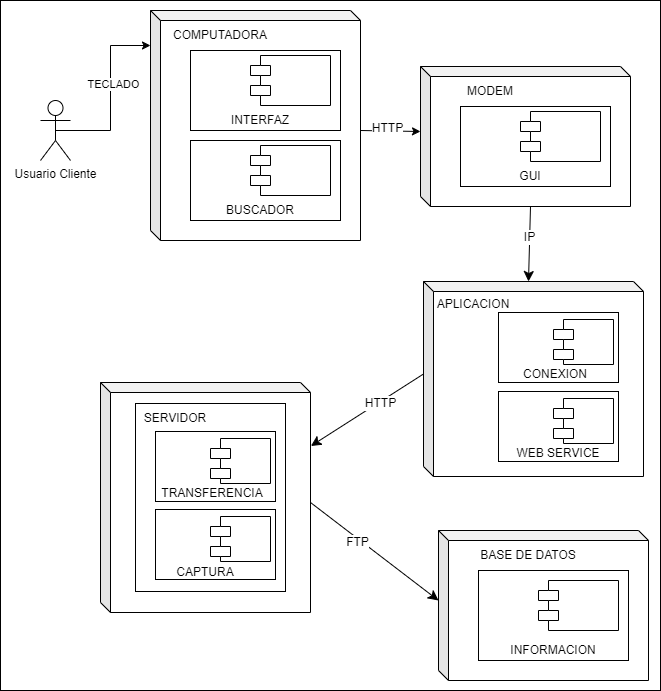 COMPUTADORA
TECLADO
INTERFAZ
Usuario Cliente
BUSCADOR
HTTP
MODEM
GUI
IP
APLICACION
CONEXION
WEB SERVICE
HTTP
SERVIDOR
TRANSFERENCIA
CAPTURA
FTP
BASE DE DATOS
INFORMACION